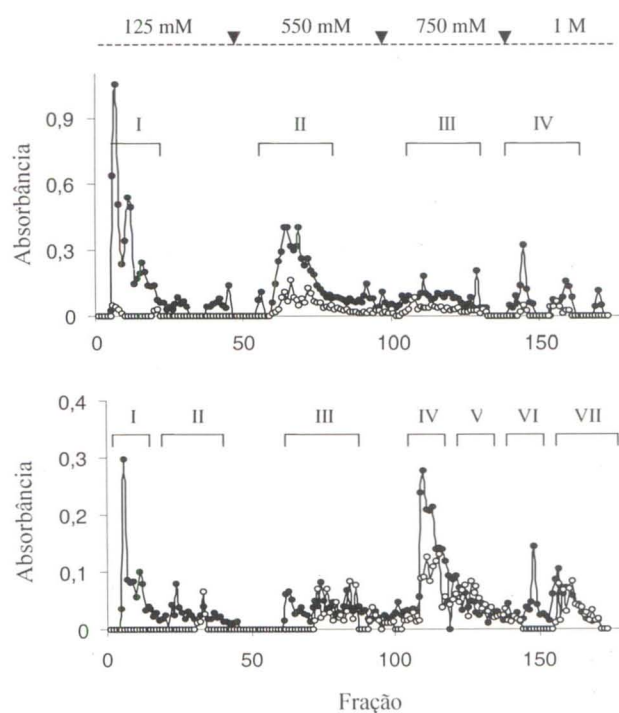 125 mM 550 mM 750 mM 1 M
Absorbância
0,9
0,6
0,3
0
I II III IV
0 50 100 150
Absorbância
0,4
0,3
0,2
0,1
0
I II III IV V VI VII
0 50 100 150
Fração